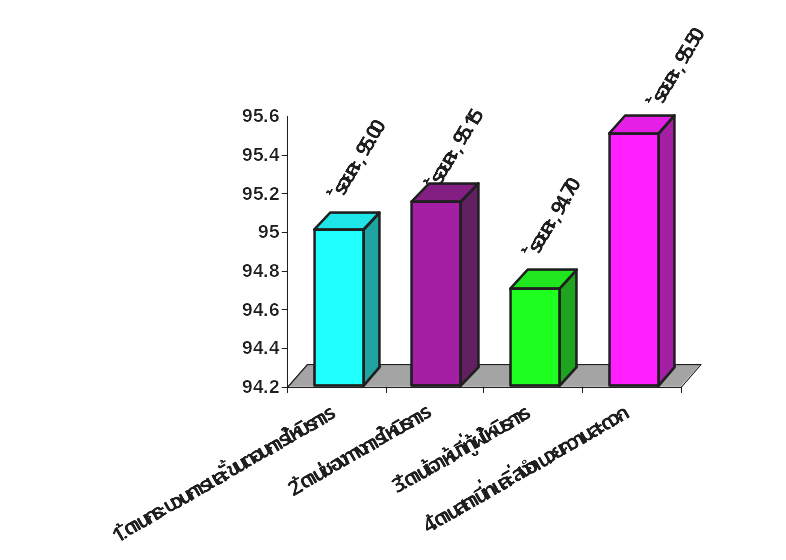 95.6
95.4
95.2
95
94.8
94.6
94.4
94.2
ร้อยละ, 95.00
ร้อยละ, 95.15
ร้อยละ, 94.70
ร้อยละ, 95.50
1.ด้านกระบวนการและขั้นตอนการให้บริการ
2.ด้านช่องทางการให้บริการ
3.ด้านเจ้าหน้าที่ผู้ให้บริการ
4.ด้านสถานที่และสิ่งอำนวยความสะดวก